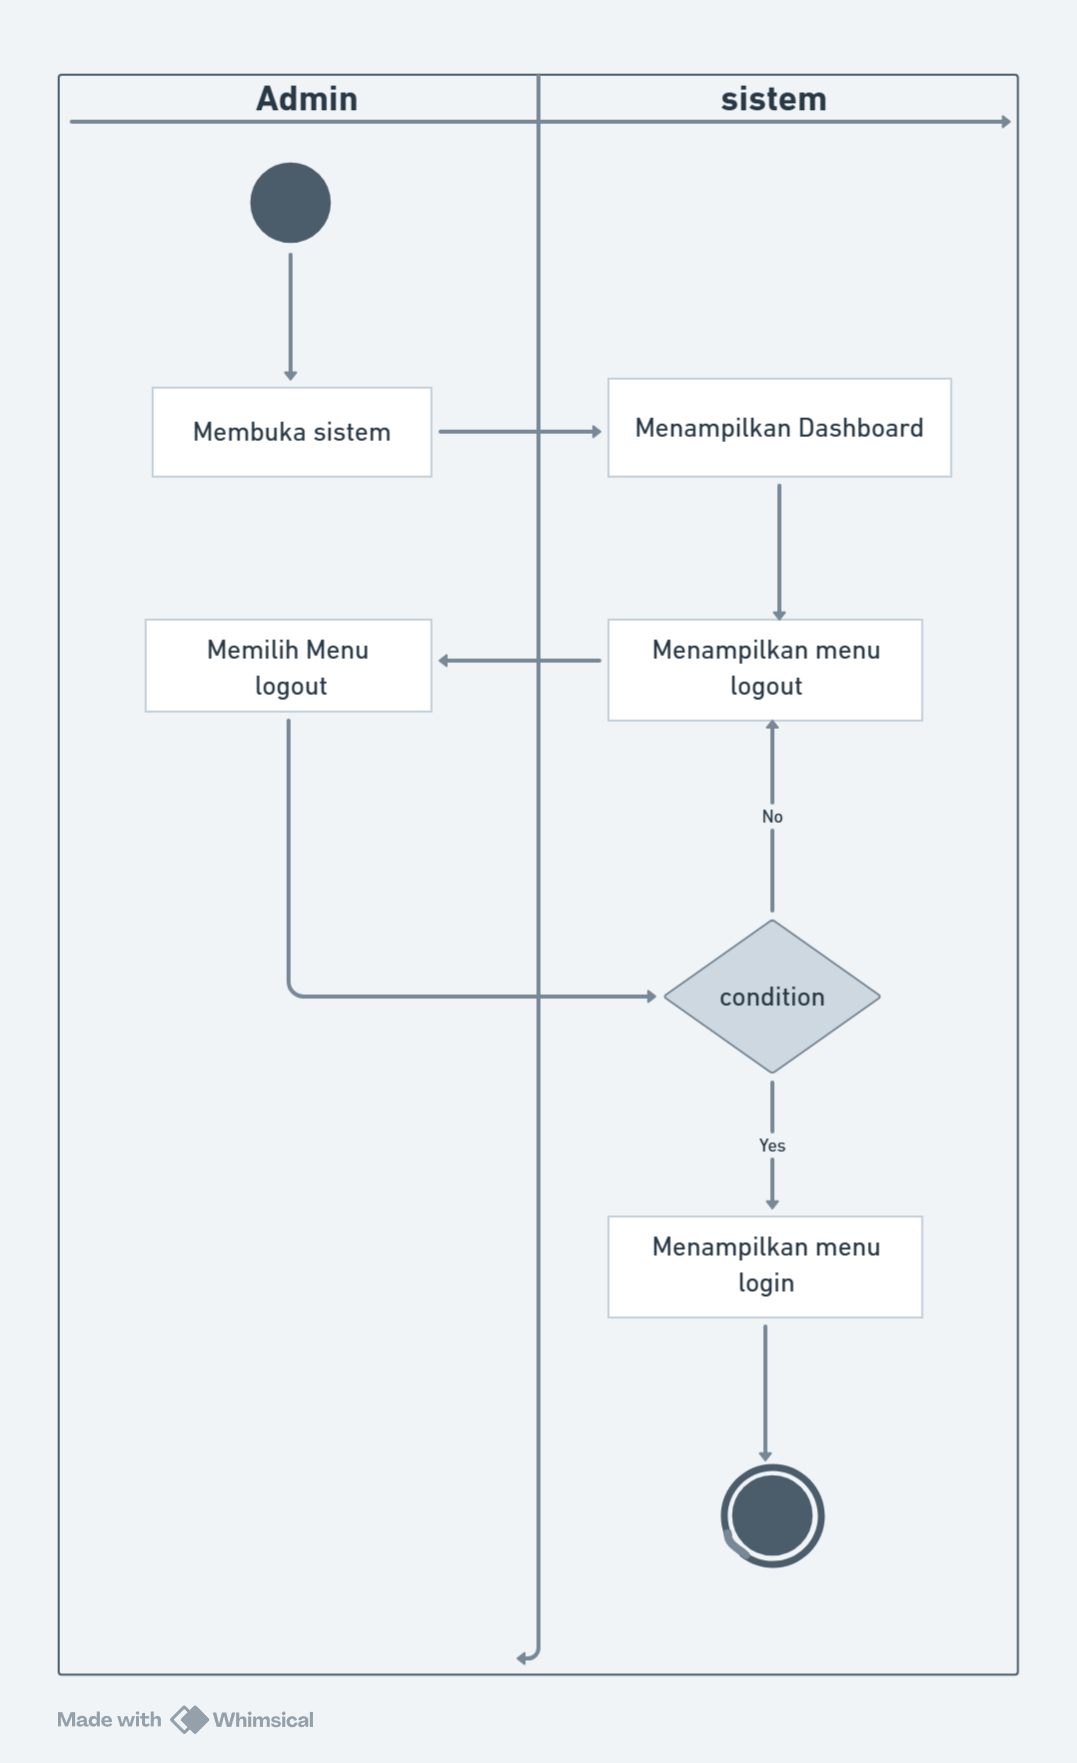 Admin
sistem
Membuka sistem
Menampilkan Dashboard
Memilih Menu
logout
Menampilkan menu
logout
No
condition
Yes
Menampilkan menu
login
Made with Whimsical